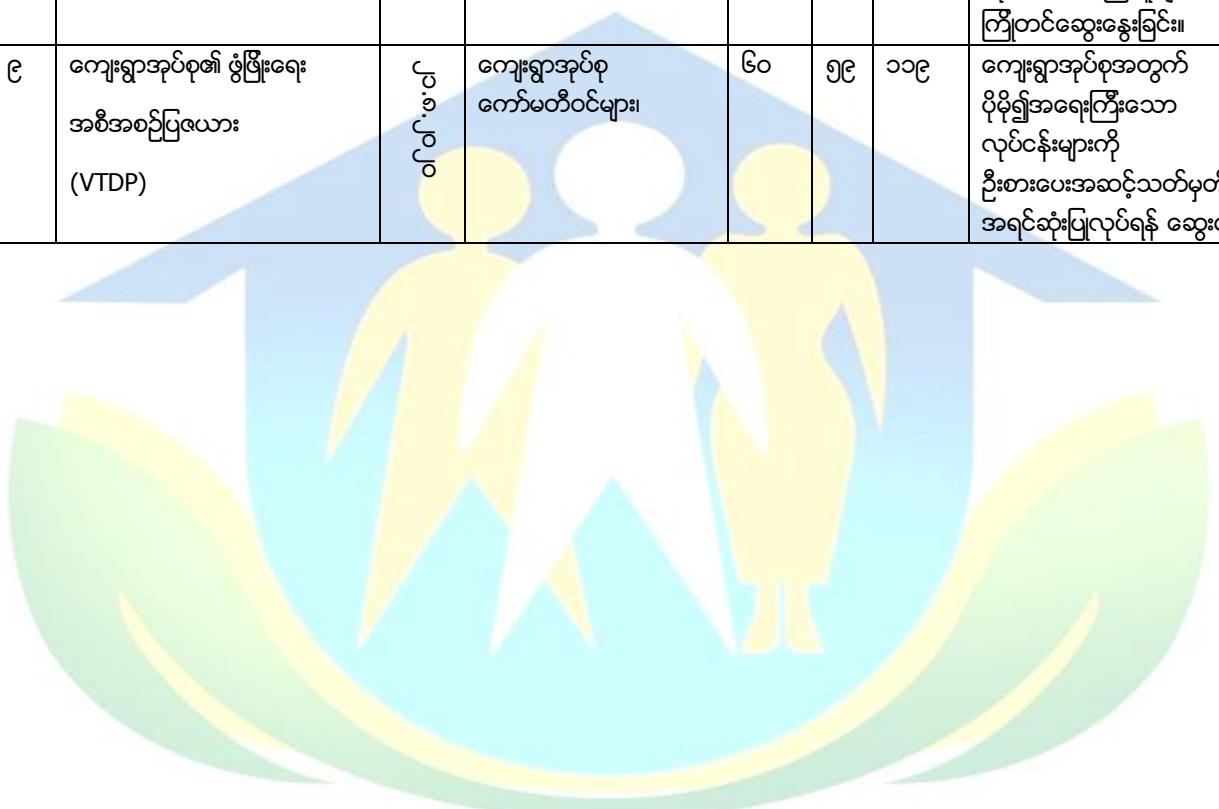 ကြိုတင်ဆွေးနွေးခြင်း။
၉
ကျေးရွာအုပ်စု၏ ဖွံ့ဖြိုးရေး
အစီအစဉ်ပြဇယား
(VTDP)
ကျေးရွာအုပ်စု
ကော်မတီဝင်များ၊
၆၀
၅၉
၁၁၉
ကျေးရွာအုပ်စုအတွက်
ပိုမို၍အရေးကြီးသော
လုပ်ငန်းများကို
ဦးစားပေးအဆင့်သတ်မှတ်
အရင်ဆုံးပြုလုပ်ရန်